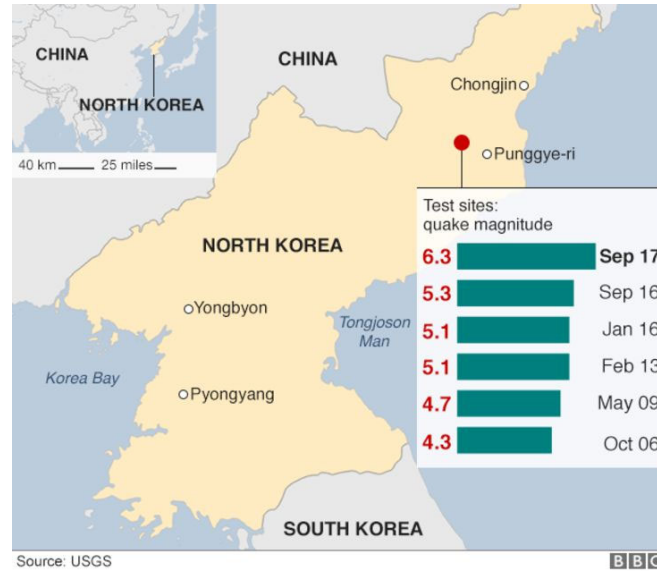 CHINA
NORTH KOREA
40 km
25 miles
CHINA
Chongjin
Punggye-ri
Test sites:
quake magnitude
6.3 Sep 17
5.3 Sep 16
5.1 Jan 16
5.1 Feb 13
4.7 May 09
4.3 Oct 06
NORTH KOREA
Yongbyon
Tongjoson
Man
Korea Bay
Pyongyang
SOUTH KOREA
Source: USGS
BBC